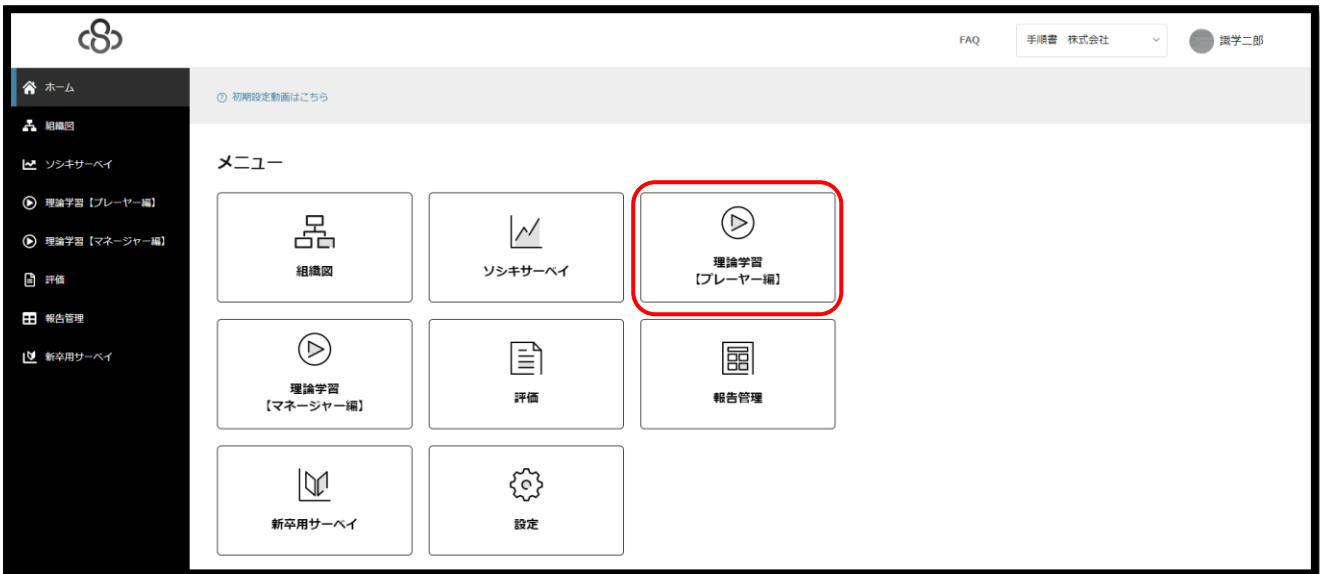 FAQ
手順書 株式会社
識学二郎
ホーム
組織図
ソシキサーベイ
理論学習【プレーヤー編】
理論学習【マネージャー編】
評価
報告管理
新卒用サーベイ
初期設定動画はこちら
メニュー
組織図
ソシキサーベイ
理論学習
【プレーヤー編】
理論学習
【マネージャー編】
評価
報告管理
新卒用サーベイ
設定